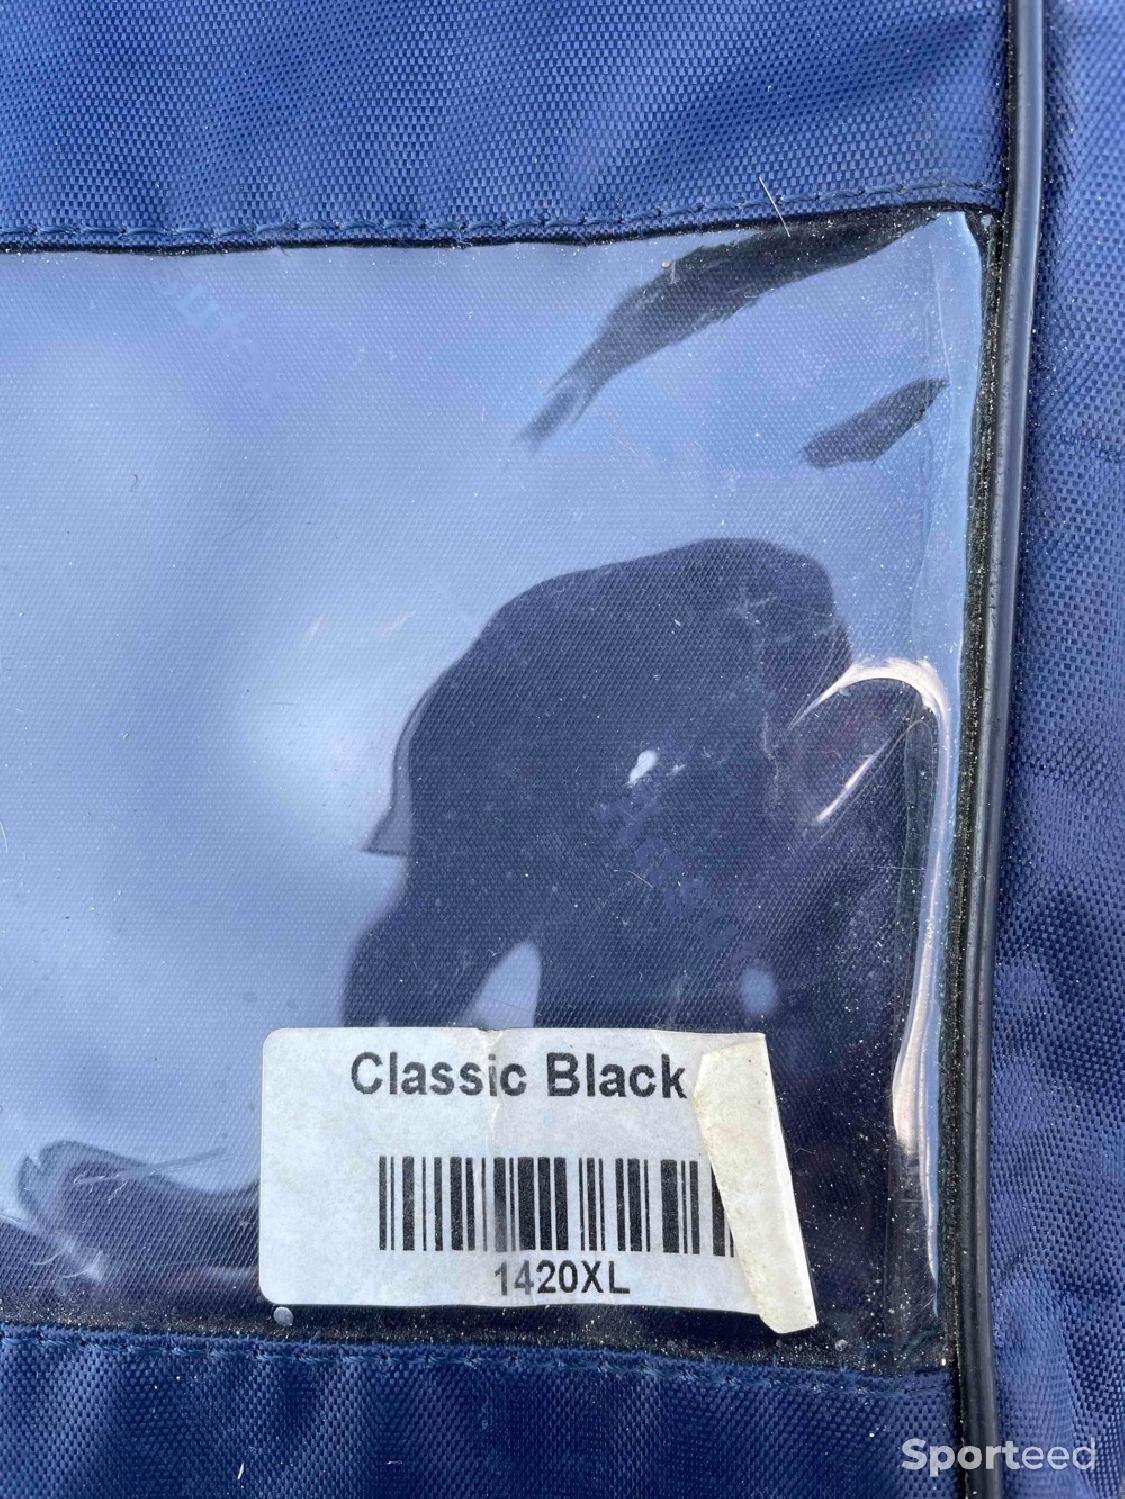 Classic Black
1420XL
Sporteed